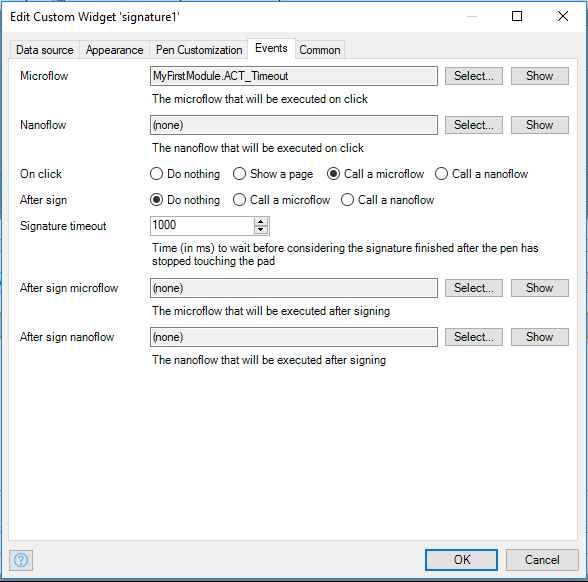 Edit Custom Widget 'signature1'
Data source Appearance Pen Customization Events Common
Microflow MyFirstModule.ACT_Timeout Select... Show
The microflow that will be executed on click
Nanoflow (none) Select... Show
The nanoflow that will be executed on click
On click Do nothing Show a page Call a microflow Call a nanoflow
After sign Do nothing Call a microflow Call a nanoflow
Signature timeout 1000
Time (in ms) to wait before considering the signature finished after the pen has
stopped touching the pad
After sign microflow (none) Select... Show
The microflow that will be executed after signing
After sign nanoflow (none) Select... Show
The nanoflow that will be executed after signing
? OK Cancel